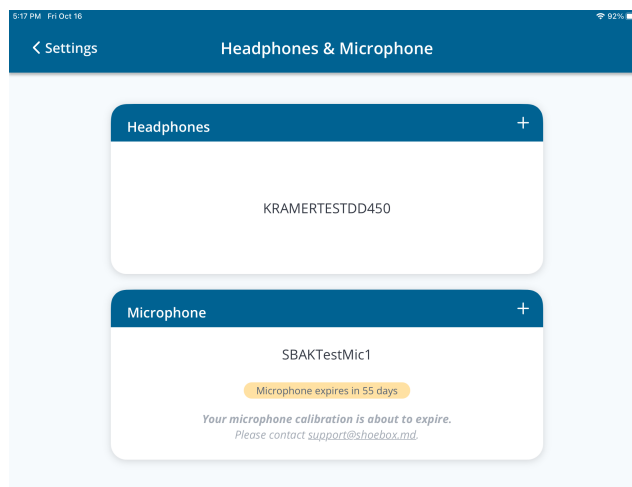 5:17 PM Fri Oct 16 92%
Settings Headphones & Microphone
Headphones
KRAMERTESTDD450
Microphone
SBAKTestMic1
Microphone expires in 55 days
Your microphone calibration is about to expire.
Please contact support@shoebox.md.